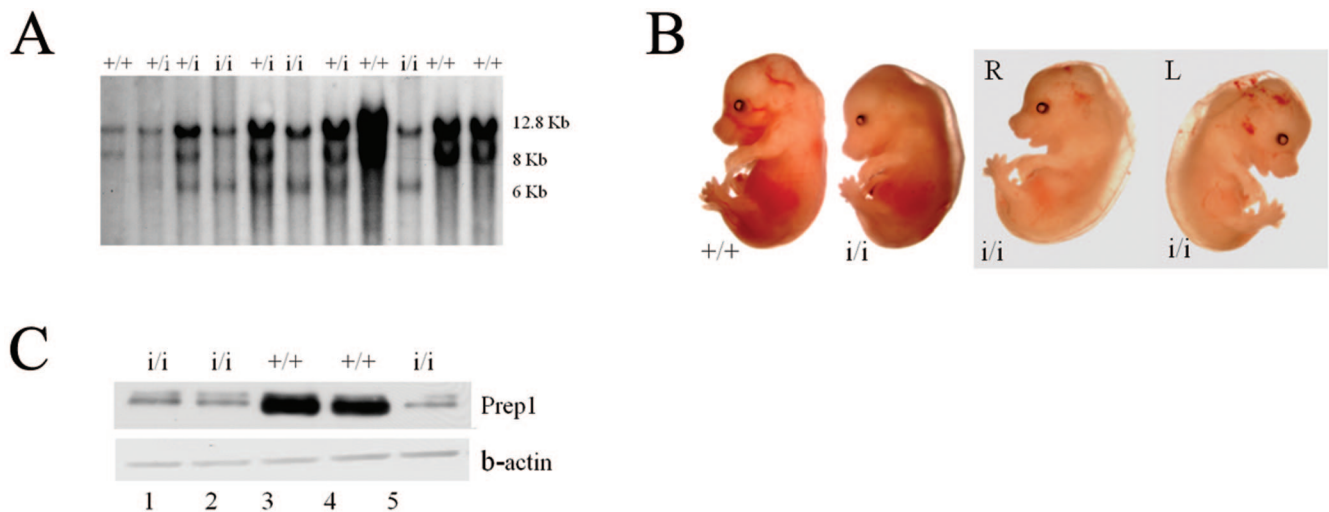 A
+/+ +/i +/i i/i +/i i/i +/i +/+ i/i +/+ +/+
12.8 Kb
8 Kb
6 Kb
B
R L
+/+ i/i i/i i/i
C
i/i i/i +/+ +/+ i/i
Prep1
b-actin
1 2 3 4 5